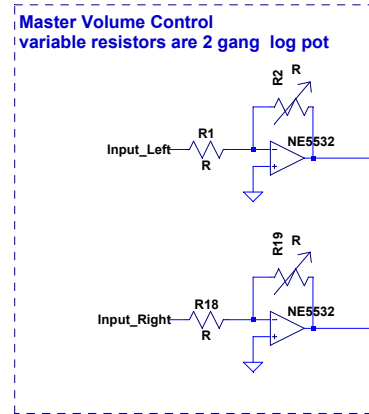 Master Volume Control
variable resistors are 2 gang log pot
R2
R
R1
NE5532
Input_Left
R
R19
R
R18
NE5532
Input_Right
R